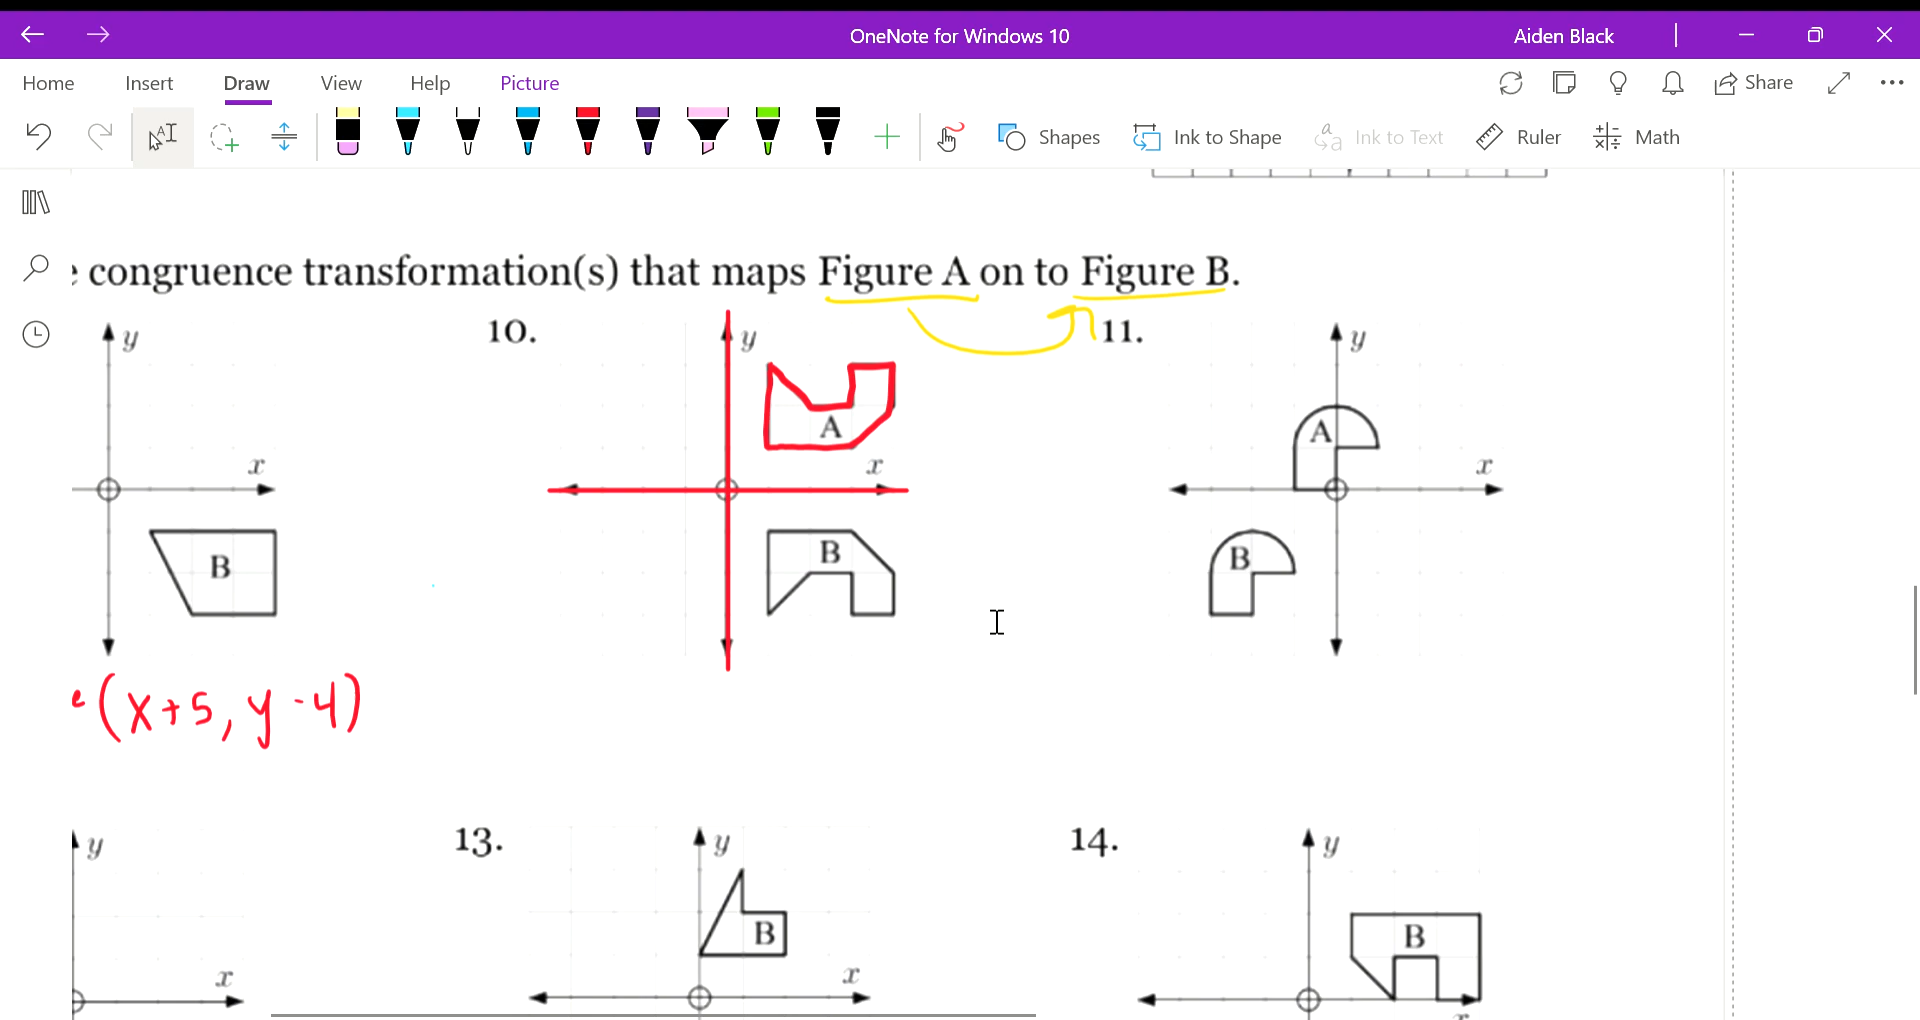 OneNote for Windows 10
Aiden Black
Home Insert Draw View Help Picture
Share
Shapes Ink to Shape Ink to Text Ruler Math
congruence transformation(s) that maps Figure A on to Figure B.
y
10.
y
11.
y
A
A
x
x
x
B
B
B
(x+5, y-4)
y
13.
y
14.
y
B
B
x
x